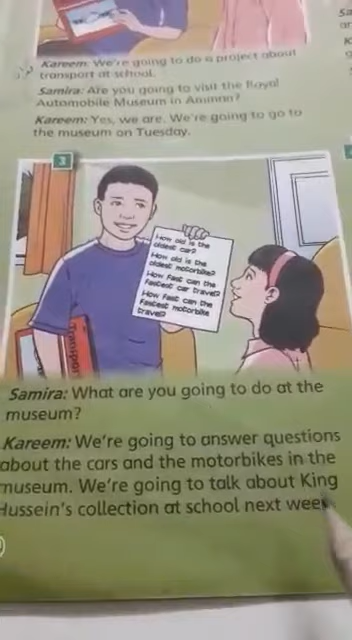 Kareem: We're going to do a project about
transport at school.
Samira: Are you going to visit the Royal
Automobile Museum in Amman?
Kareem: Yes, we are. We're going to go to
the museum on Tuesday.
3
How old is the
oldest car?
How old is the
oldest motorbike?
How fast can the
fastest car travel?
How fast can the
fastest motorbike
travel?
Transport
Samira: What are you going to do at the
museum?
Kareem: We're going to answer questions
about the cars and the motorbikes in the
museum. We're going to talk about King
Hussein's collection at school next week